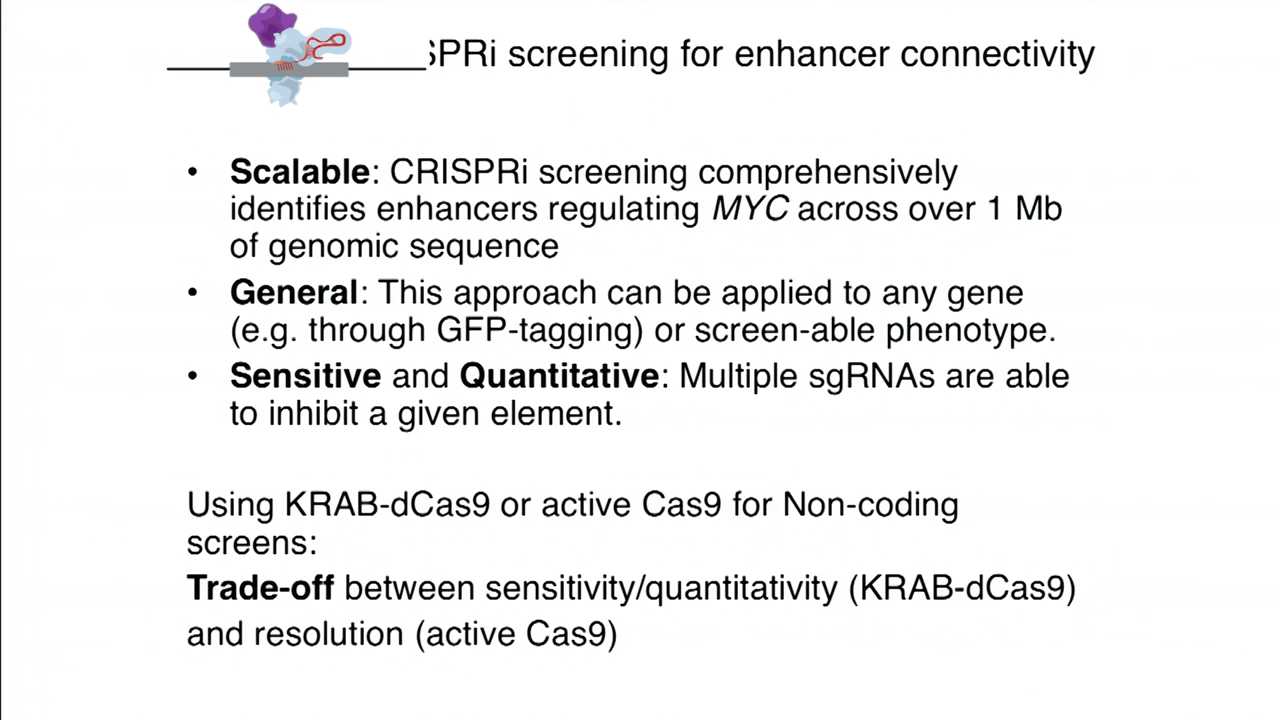 SPRi screening for enhancer connectivity
• Scalable: CRISPRi screening comprehensively
identifies enhancers regulating MYC across over 1 Mb
of genomic sequence
• General: This approach can be applied to any gene
(e.g. through GFP-tagging) or screen-able phenotype.
• Sensitive and Quantitative: Multiple sgRNAs are able
to inhibit a given element.
Using KRAB-dCas9 or active Cas9 for Non-coding
screens:
Trade-off between sensitivity/quantitativity (KRAB-dCas9)
and resolution (active Cas9)